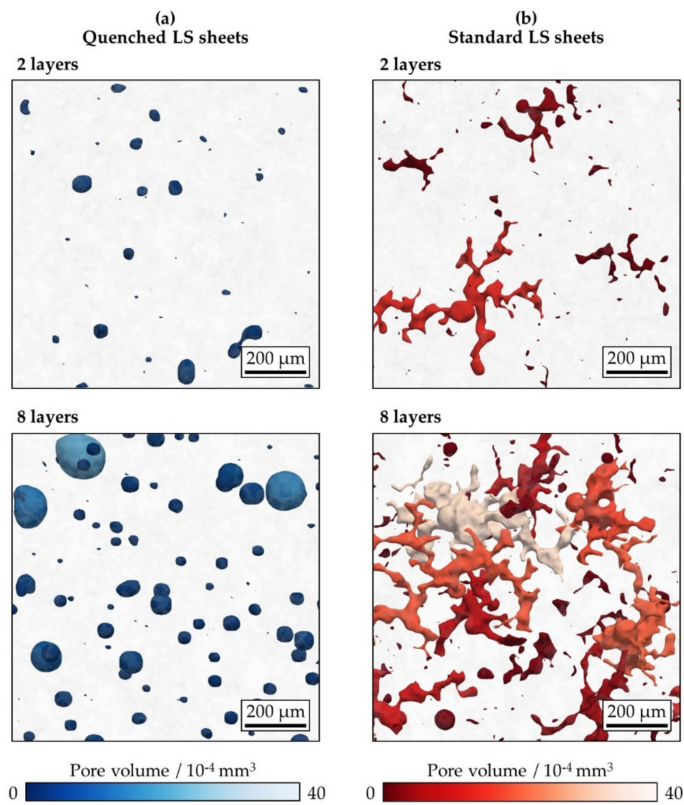 (a)
Quenched LS sheets
(b)
Standard LS sheets
2 layers
2 layers
200 µm
200 µm
8 layers
8 layers
200 µm
200 µm
Pore volume / 10⁻⁴ mm³
Pore volume / 10⁻⁴ mm³
0 40
0 40